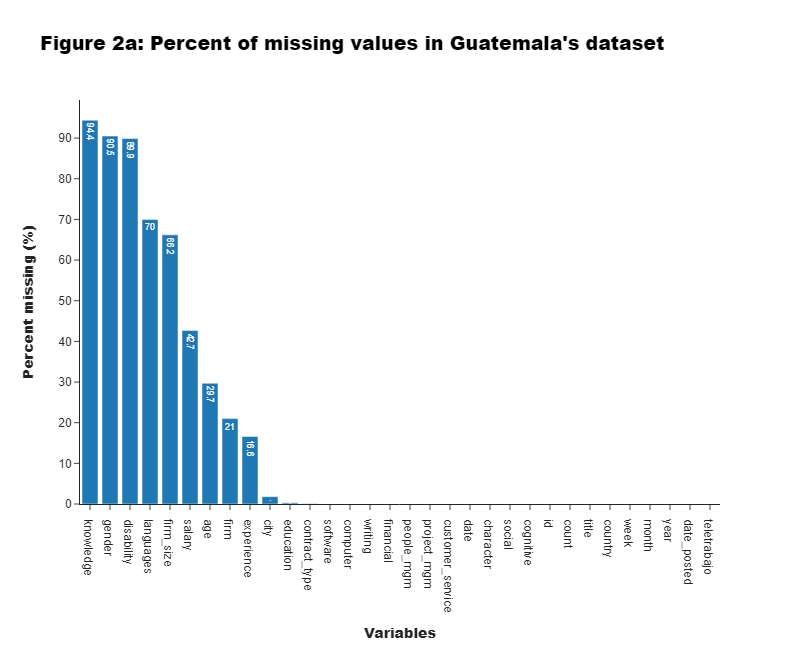 Figure 2a: Percent of missing values in Guatemala's dataset
Percent missing (%)
90
80
70
60
50
40
30
20
10
0
94.4
90.5
89.9
70
66.2
42.7
29.7
21
16.6
knowledge
gender
disability
languages
firm_size
salary
age
firm
experience
city
education
contract_type
software
computer
writing
financial
people_mgrm
project_mgrm
customer_service
date
character
social
cognitive
id
count
title
country
week
month
year
date_posted
teletrabajo
Variables